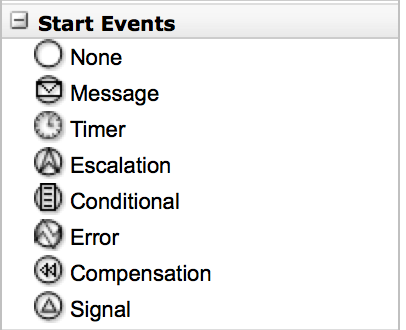 Start Events
None
Message
Timer
Escalation
Conditional
Error
Compensation
Signal